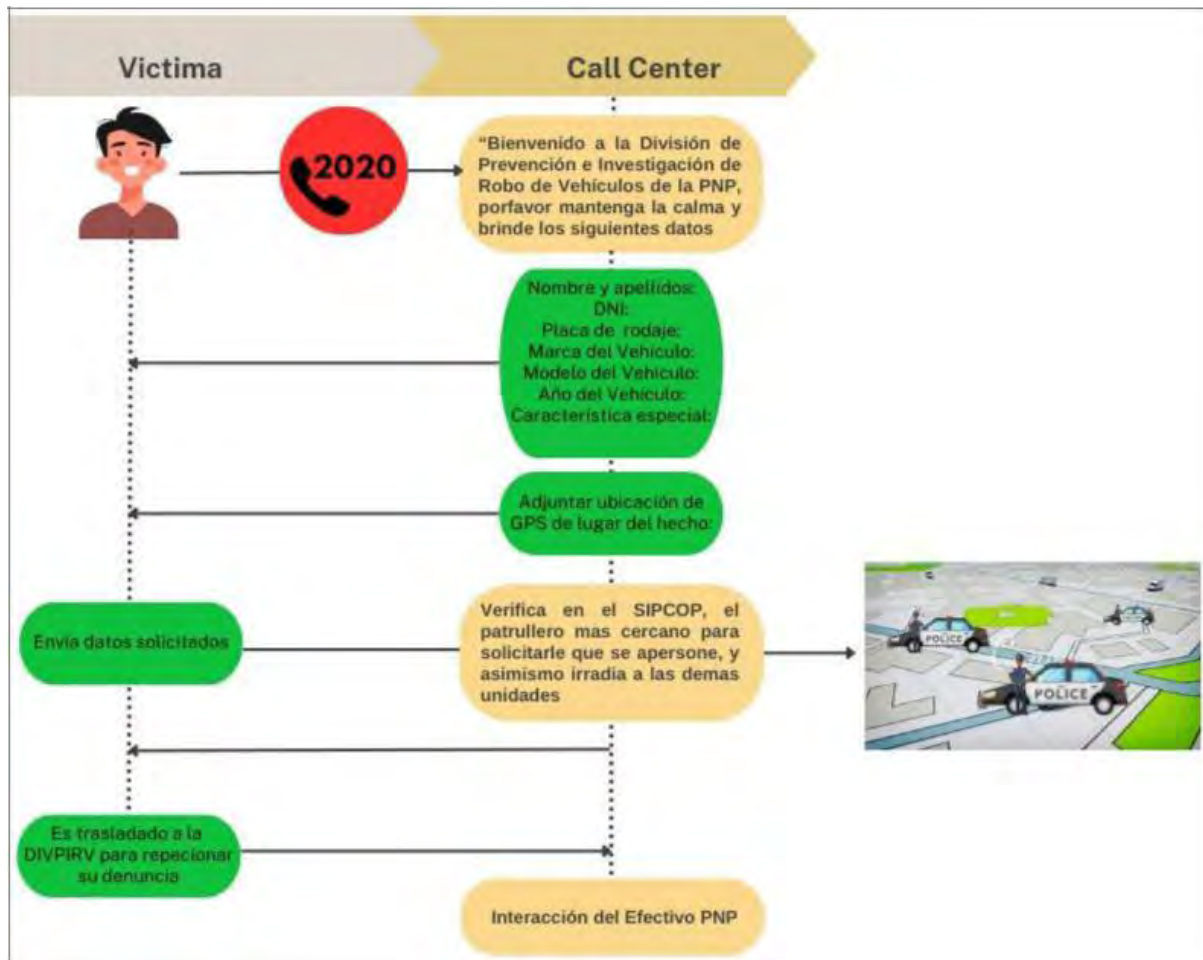 Victima
Call Center
2020
“Bienvenido a la División de
Prevención e Investigación de
Robo de Vehículos de la PNP,
porfavor mantenga la calma y
brinde los siguientes datos
Nombre y apellidos:
DNI:
Placa de rodaje:
Marca del Vehículo:
Modelo del Vehículo:
Año del Vehículo:
Característica especial:
Adjuntar ubicación de
GPS de lugar del hecho:
Envía datos solicitados
Verifica en el SIPCOP, el
patrullero mas cercano para
solicitarle que se apersone, y
asimismo irradia a las demas
unidades
POLICE
POLICE
Es trasladado a la
DIVPIRV para repecionar
su denuncia
Interacción del Efectivo PNP